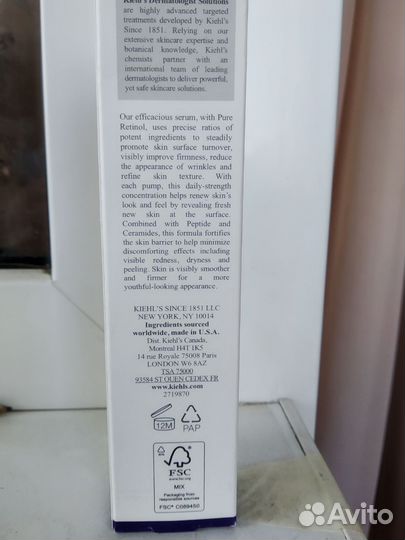 Kiehl's Dermatologist Solutions
are highly advanced targeted
treatments developed by Kiehl's
Since 1851. Relying on our
extensive skincare expertise and
botanical knowledge, Kiehl's
chemists partner with an
international team of leading
dermatologists to deliver powerful,
yet safe skincare solutions.
Our efficacious serum, with Pure
Retinol, uses precise ratios of
potent ingredients to steadily
promote skin surface turnover,
visibly improve firmness, reduce
the appearance of wrinkles and
refine skin texture. With
each pump, this daily-strength
concentration helps renew skin's
look and feel by revealing fresh
new skin at the surface.
Combined with Peptide and
Ceramides, this formula fortifies
the skin barrier to help minimize
discomforting effects including
visible redness, dryness and
peeling. Skin is visibly smoother
and firmer for a more
youthful-looking appearance.
KIEHL'S SINCE 1851 LLC
NEW YORK, NY 10014
Ingredients sourced
worldwide, made in U.S.A.
Dist. Kiehl's Canada,
Montreal H4T 1K5
14 rue Royale 75008 Paris
LONDON W6 8AZ
TSA 75000
93584 ST OUEN CEDEX FR
www.kiehls.com
2719870
12M
PAP
FSC
www.fsc.org
MIX
Packaging from
responsible sources
FSC® C089450
Avito